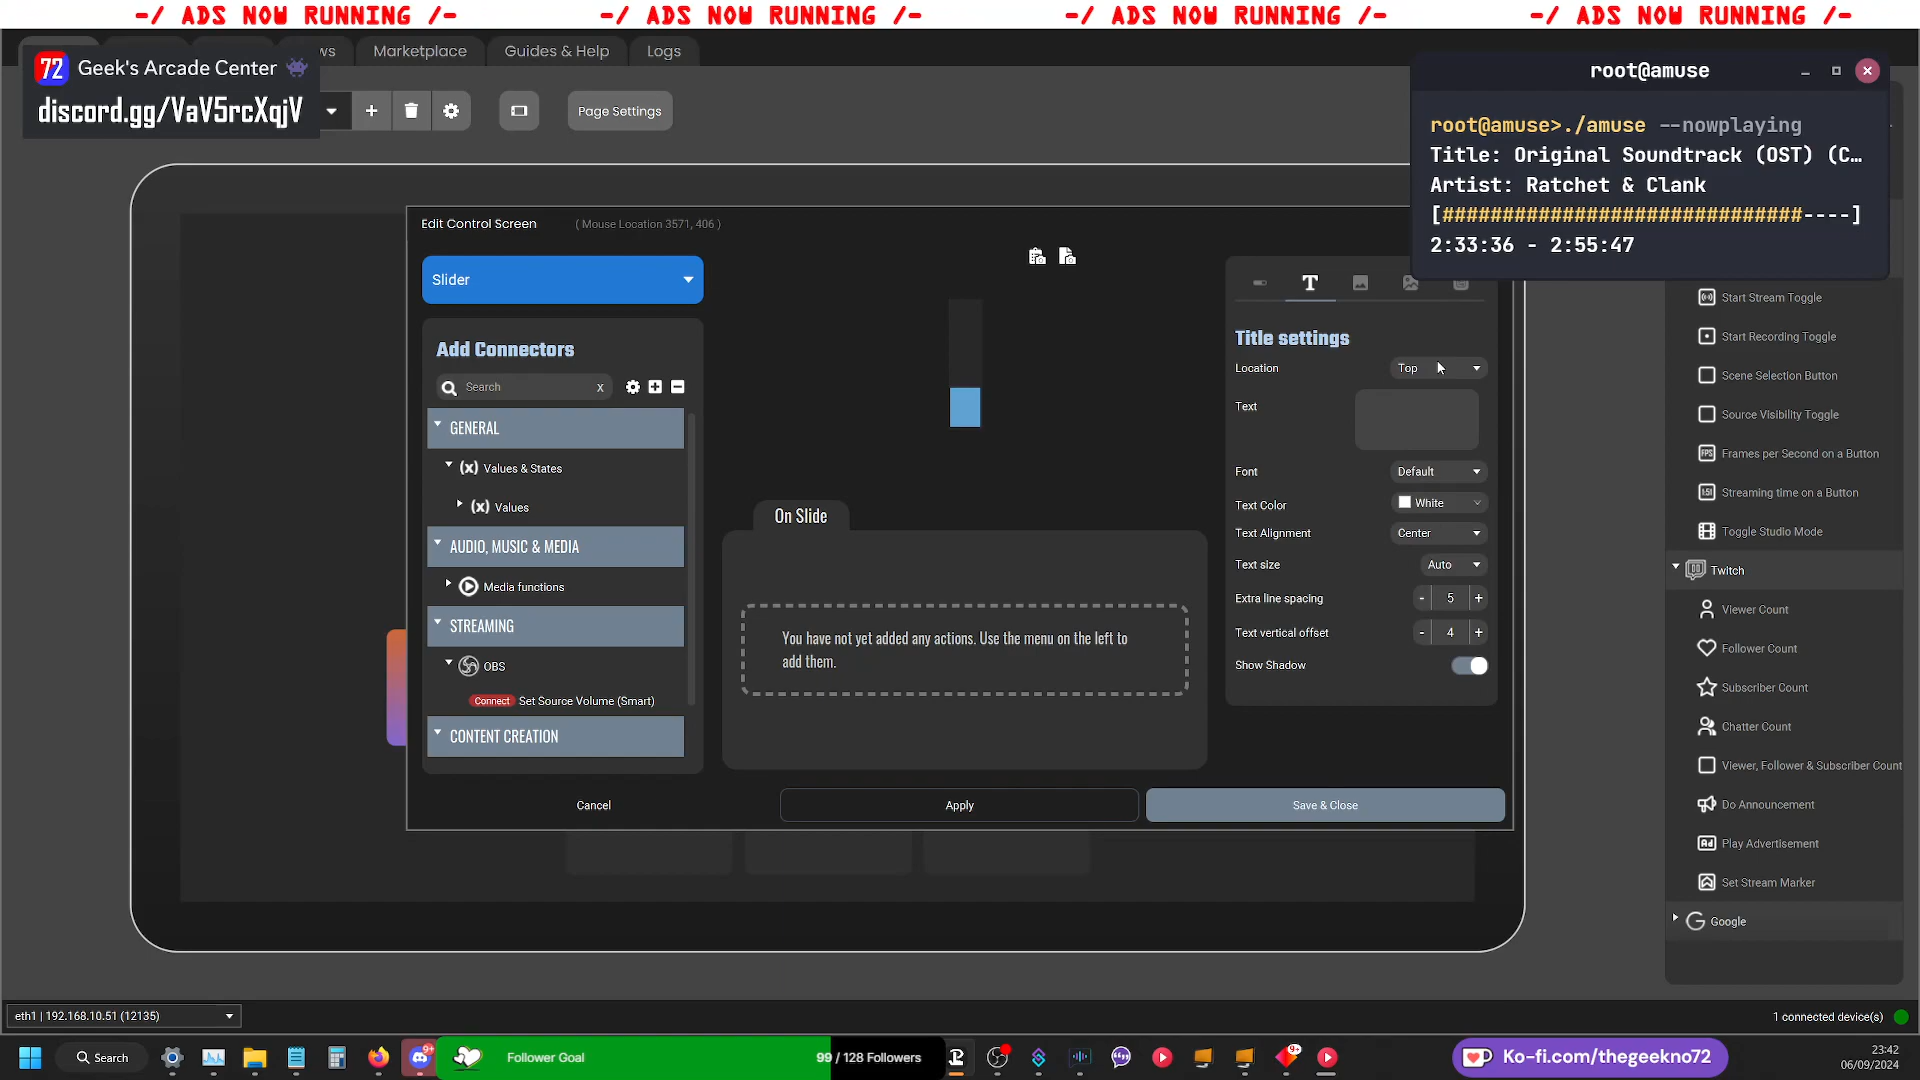 -/ ADS NOW RUNNING /-
-/ ADS NOW RUNNING /-
-/ ADS NOW RUNNING /-
-/ ADS NOW RUNNING /-
ws
Marketplace
Guides & Help
Logs
72 Geek's Arcade Center
discord.gg/VaV5rcXqjV
Page Settings
root@amuse
root@amuse>./amuse --nowplaying
Title: Original Soundtrack (OST) (C…
Artist: Ratchet & Clank
[##############################----]
2:33:36 - 2:55:47
Edit Control Screen
( Mouse Location 3571, 406 )
Slider
Add Connectors
Search
x
GENERAL
(x) Values & States
(x) Values
AUDIO, MUSIC & MEDIA
Media functions
STREAMING
OBS
Connect Set Source Volume (Smart)
CONTENT CREATION
On Slide
You have not yet added any actions. Use the menu on the left to
add them.
T
Title settings
Location Top
Text
Font Default
Text Color White
Text Alignment Center
Text size Auto
Extra line spacing - 5 +
Text vertical offset - 4 +
Show Shadow
Cancel
Apply
Save & Close
Start Stream Toggle
Start Recording Toggle
Scene Selection Button
Source Visibility Toggle
FPS Frames per Second on a Button
1:51 Streaming time on a Button
Toggle Studio Mode
Twitch
Viewer Count
Follower Count
Subscriber Count
Chatter Count
Viewer, Follower & Subscriber Count
Do Announcement
Ad Play Advertisement
Set Stream Marker
Google
eth1 | 192.168.10.51 (12135)
1 connected device(s)
Search
9+
Follower Goal
99 / 128 Followers
9+
Ko-fi.com/thegeekno72
23:42
06/09/2024